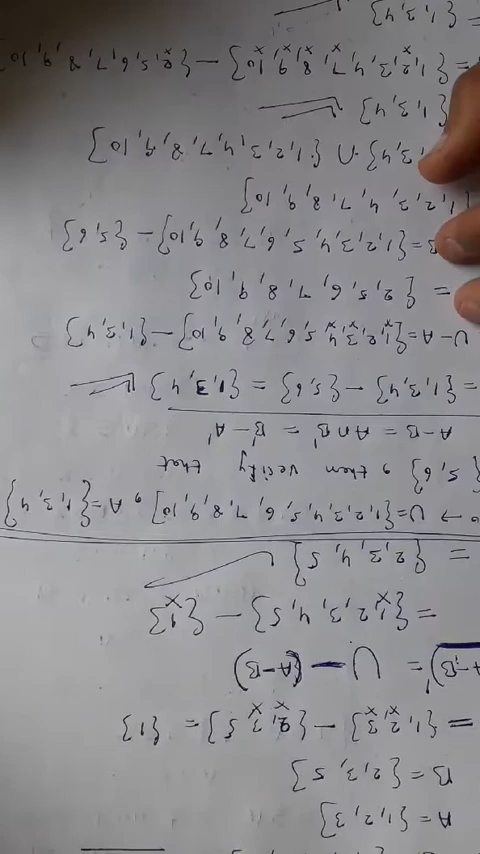 A = {1, 2, 3}
B = {2, 3, 5}
= {1, 2, 3} - {2, 3, 5} = {1}
A-B)' = U - (A-B)
= {1, 2, 3, 4, 5} - {1}
= {2, 3, 4, 5}
→ U = {1, 2, 3, 4, 5, 6, 7, 8, 9, 10}, A = {1, 3, 4}
{5, 6}, then verify that
A-B = A∩B' = B'-A'
= {1, 3, 4} - {5, 6} = {1, 3, 4}
U-A = {1, 2, 3, 4, 5, 6, 7, 8, 9, 10} - {1, 3, 4}
= {2, 5, 6, 7, 8, 9, 10}
B = {1, 2, 3, 4, 5, 6, 7, 8, 9, 10} - {5, 6}
{1, 2, 3, 4, 7, 8, 9, 10}
, 3, 4} ∩ {1, 2, 3, 4, 7, 8, 9, 10}
{1, 3, 4}
= {1, 2, 3, 4, 7, 8, 9, 10} - {2, 5, 6, 7, 8, 9, 10}
= {1, 3, 4}